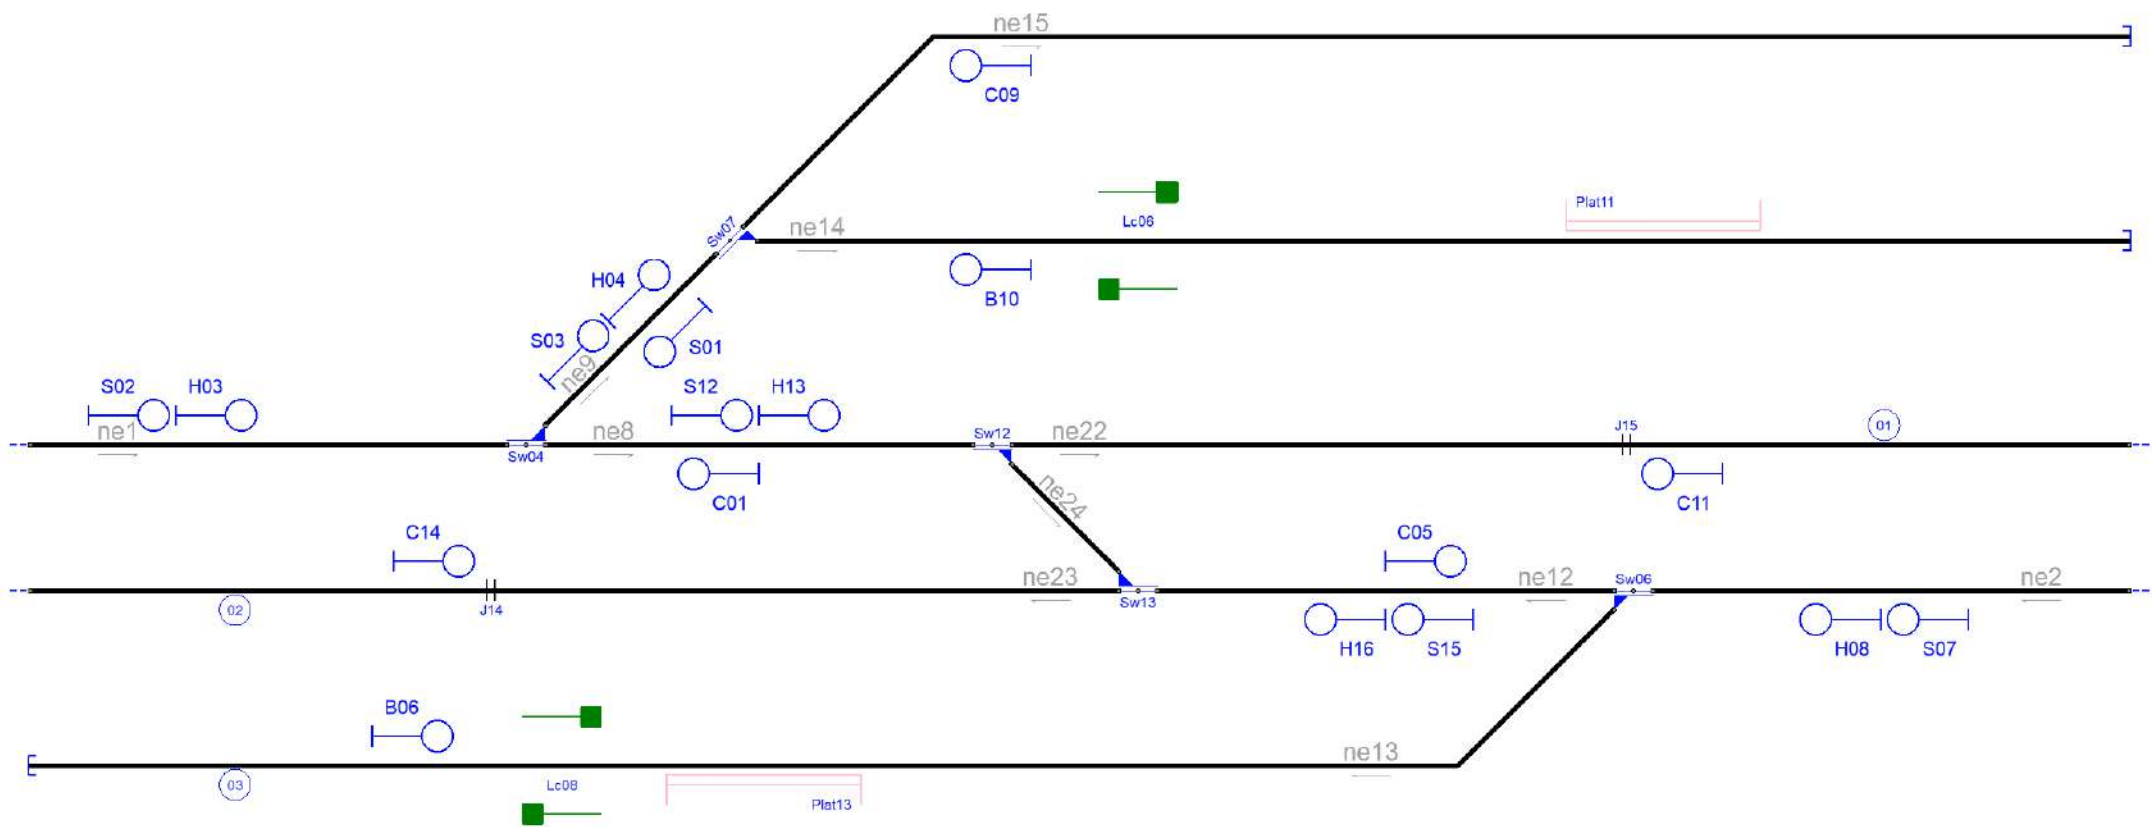 ne15
C09
Plat11
Lc06
Sw07
ne14
H04
B10
S03
S01
ne9
S02 H03
S12 H13
ne1
ne8
Sw12
ne22
J15
01
Sw04
ne24
C01
C11
C14
C05
ne23
ne12
Sw06
ne2
02
J14
Sw13
H16 S15
H08 S07
B06
ne13
03
Lc08
Plat13